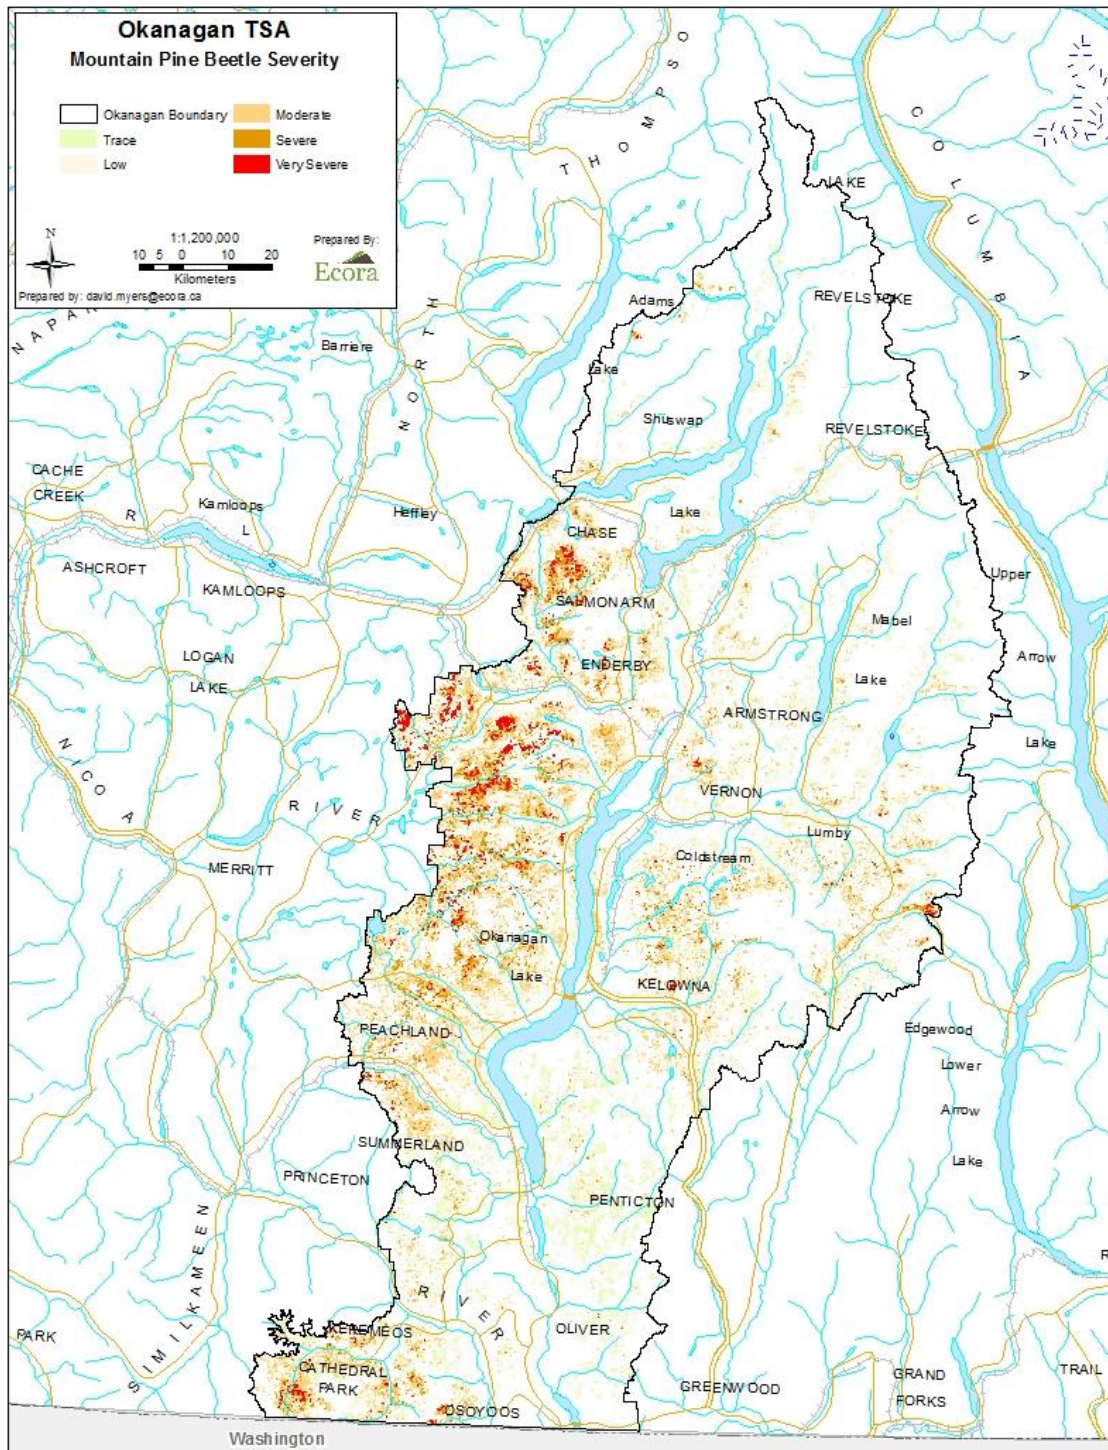 Okanagan TSA
Mountain Pine Beetle Severity
Okanagan Boundary
Moderate
Trace
Severe
Low
Very Severe
N
1:1,200,000
10 5 0 10 20
Kilometers
Prepared By:
Ecora
Prepared by: david.myers@ecora.ca
THOMPSO
COLUMBIA
LAKE
Adams
REVELSTOKE
NORTH
Barriere
Lake
Shuswap
REVELSTOKE
CACHE
CREEK
Kamloops
Heffley
Lake
R L
CHASE
ASHCROFT
KAMLOOPS
SALMON ARM
Upper
Mabel
LOGAN
LAKE
ENDERBY
Arrow
Lake
ARMSTRONG
Lake
NICOA
RIVER
VERNON
Lumby
MERRITT
Coldstream
Okanagan
Lake
KELOWNA
PEACHLAND
Edgewood
Lower
Arrow
Lake
SUMMERLAND
PRINCETON
PENTICTON
SIMILKAMEEN
RIVER
PARK
KEREMEOS
OLIVER
CATHEDRAL
PARK
GREENWOOD
GRAND
FORKS
TRAIL
OSOYOOS
R
Washington